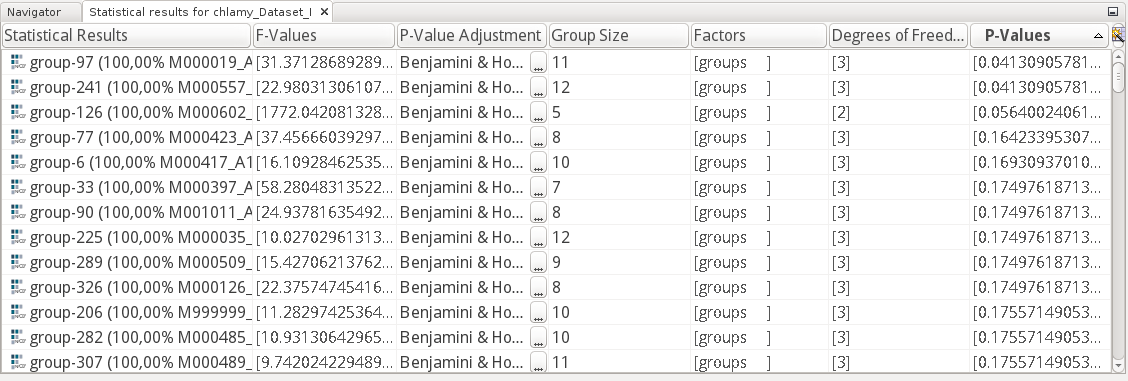 Navigator Statistical results for chlamy_Dataset_I
Statistical Results F-Values P-Value Adjustment Group Size Factors Degrees of Freed... P-Values
group-97 (100,00% M000019_A [31.37128689289... Benjamini & Ho... ... 11 [groups ] [3] [0.04130905781...
group-241 (100,00% M000557_ [22.98031306107... Benjamini & Ho... ... 12 [groups ] [3] [0.04130905781...
group-126 (100,00% M000602_ [1772.042081328... Benjamini & Ho... ... 5 [groups ] [2] [0.05640024061...
group-77 (100,00% M000423_A [37.45666039297... Benjamini & Ho... ... 8 [groups ] [3] [0.16423395307...
group-6 (100,00% M000417_A1 [16.10928462535... Benjamini & Ho... ... 10 [groups ] [3] [0.16930937010...
group-33 (100,00% M000397_A [58.28048313522... Benjamini & Ho... ... 7 [groups ] [3] [0.17497618713...
group-90 (100,00% M001011_A [24.93781635492... Benjamini & Ho... ... 8 [groups ] [3] [0.17497618713...
group-225 (100,00% M000035_ [10.02702961313... Benjamini & Ho... ... 12 [groups ] [3] [0.17497618713...
group-289 (100,00% M000509_ [15.42706213762... Benjamini & Ho... ... 9 [groups ] [3] [0.17497618713...
group-326 (100,00% M000126_ [22.37574745416... Benjamini & Ho... ... 8 [groups ] [3] [0.17497618713...
group-206 (100,00% M999999_ [11.28297425364... Benjamini & Ho... ... 10 [groups ] [3] [0.17557149053...
group-282 (100,00% M000485_ [10.93130642965... Benjamini & Ho... ... 10 [groups ] [3] [0.17557149053...
group-307 (100,00% M000489_ [9.742024229489... Benjamini & Ho... ... 11 [groups ] [3] [0.17557149053...